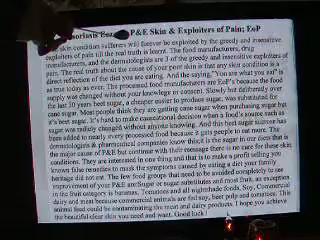 Psoriasis P&E Skin & Exploiters of Pain; EoP
skin condition sufferers will forever be exploited by the greedy and insensitive
exploiters of pain till the real truth is learnt. The food manufacturers, drug
manufacturers, and the dermatologists are 3 of the greedy and insensitive exploiters of
pain. The real truth about the cause of your poor skin is that any skin condition is a
direct reflection of the diet you are eating. And the saying, "You are what you eat" is
as true today as ever. The processed food manufacturers are EoP's because the food
supply was changed without your knowledge or consent. Slowly but deliberately over
the last 30 years beet sugar, a cheaper to produce sugar, was substituted for
cane sugar. Most people think they are getting cane sugar when purchasing sugar but
it's beet sugar. It's hard to make causational decisions when a food's source such as
sugar was radically changed without anyone knowing. And this beet sugar source has
been added to nearly every processed food because it gets people to eat more. The
dermatologists & pharmaceutical companies know that it is the sugar in our diet that is
the major cause of P&E but continue with their message there is no care for these skin
conditions. They are interested in one thing and that is to make a profit selling you
known false remedies to mask the symptoms caused by eating a diet your family
heritage did not eat. The few food groups that need to be avoided completely to see
improvement of your P&E are: Sugar or sugar substitutes and most fruit, an exception
in the fruit category is bananas. Tomatoes and all nightshade foods, Soy, Commercial
dairy and meat because commercial animals are fed soy, beet pulp and tomatoes. This
animal feed could be contaminating the meat and dairy products. I hope you achieve
the beautiful clear skin you need and want. Good luck!